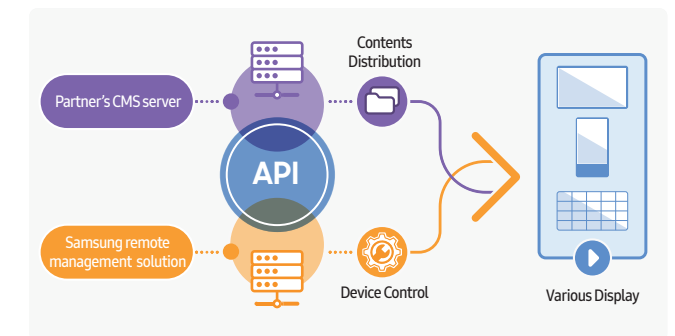 Contents
Distribution
Partner's CMS server
API
Samsung remote
management solution
Device Control
Various Display